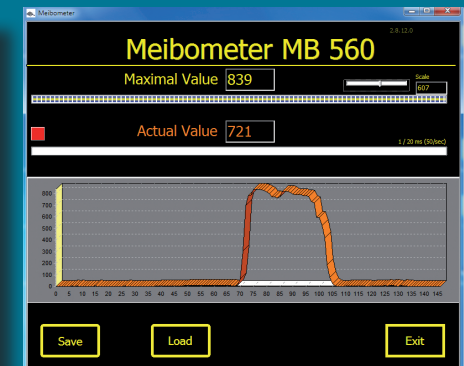 Meibometer
2.8.12.0
Meibometer MB 560
Maximal Value 839
Scale
607
Actual Value 721
1 / 20 ms (50/sec)
800
700
600
500
400
300
200
100
0
0 5 10 15 20 25 30 35 40 45 50 55 60 65 70 75 80 85 90 95 100 105 110 115 120 125 130 135 140 145
Save Load Exit